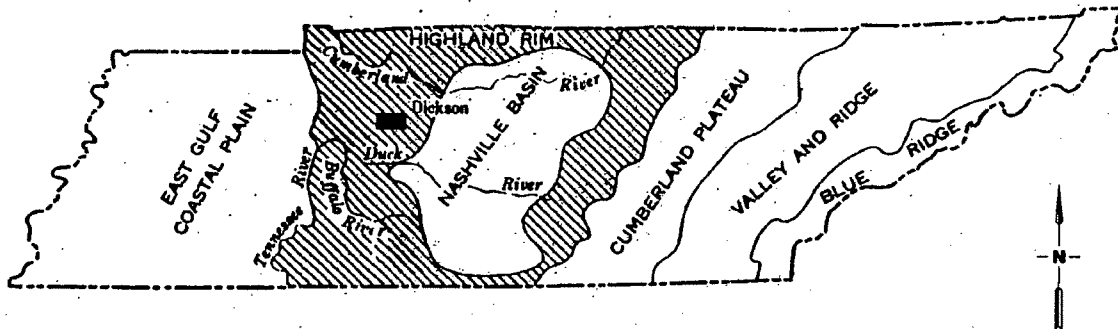 HIGHLAND RIM
Cumberland
River
Dickson
NASHVILLE BASIN
EAST GULF
COASTAL PLAIN
Duck
River
River
Buffalo
River
Tennessee
CUMBERLAND PLATEAU
VALLEY AND RIDGE
BLUE RIDGE
N